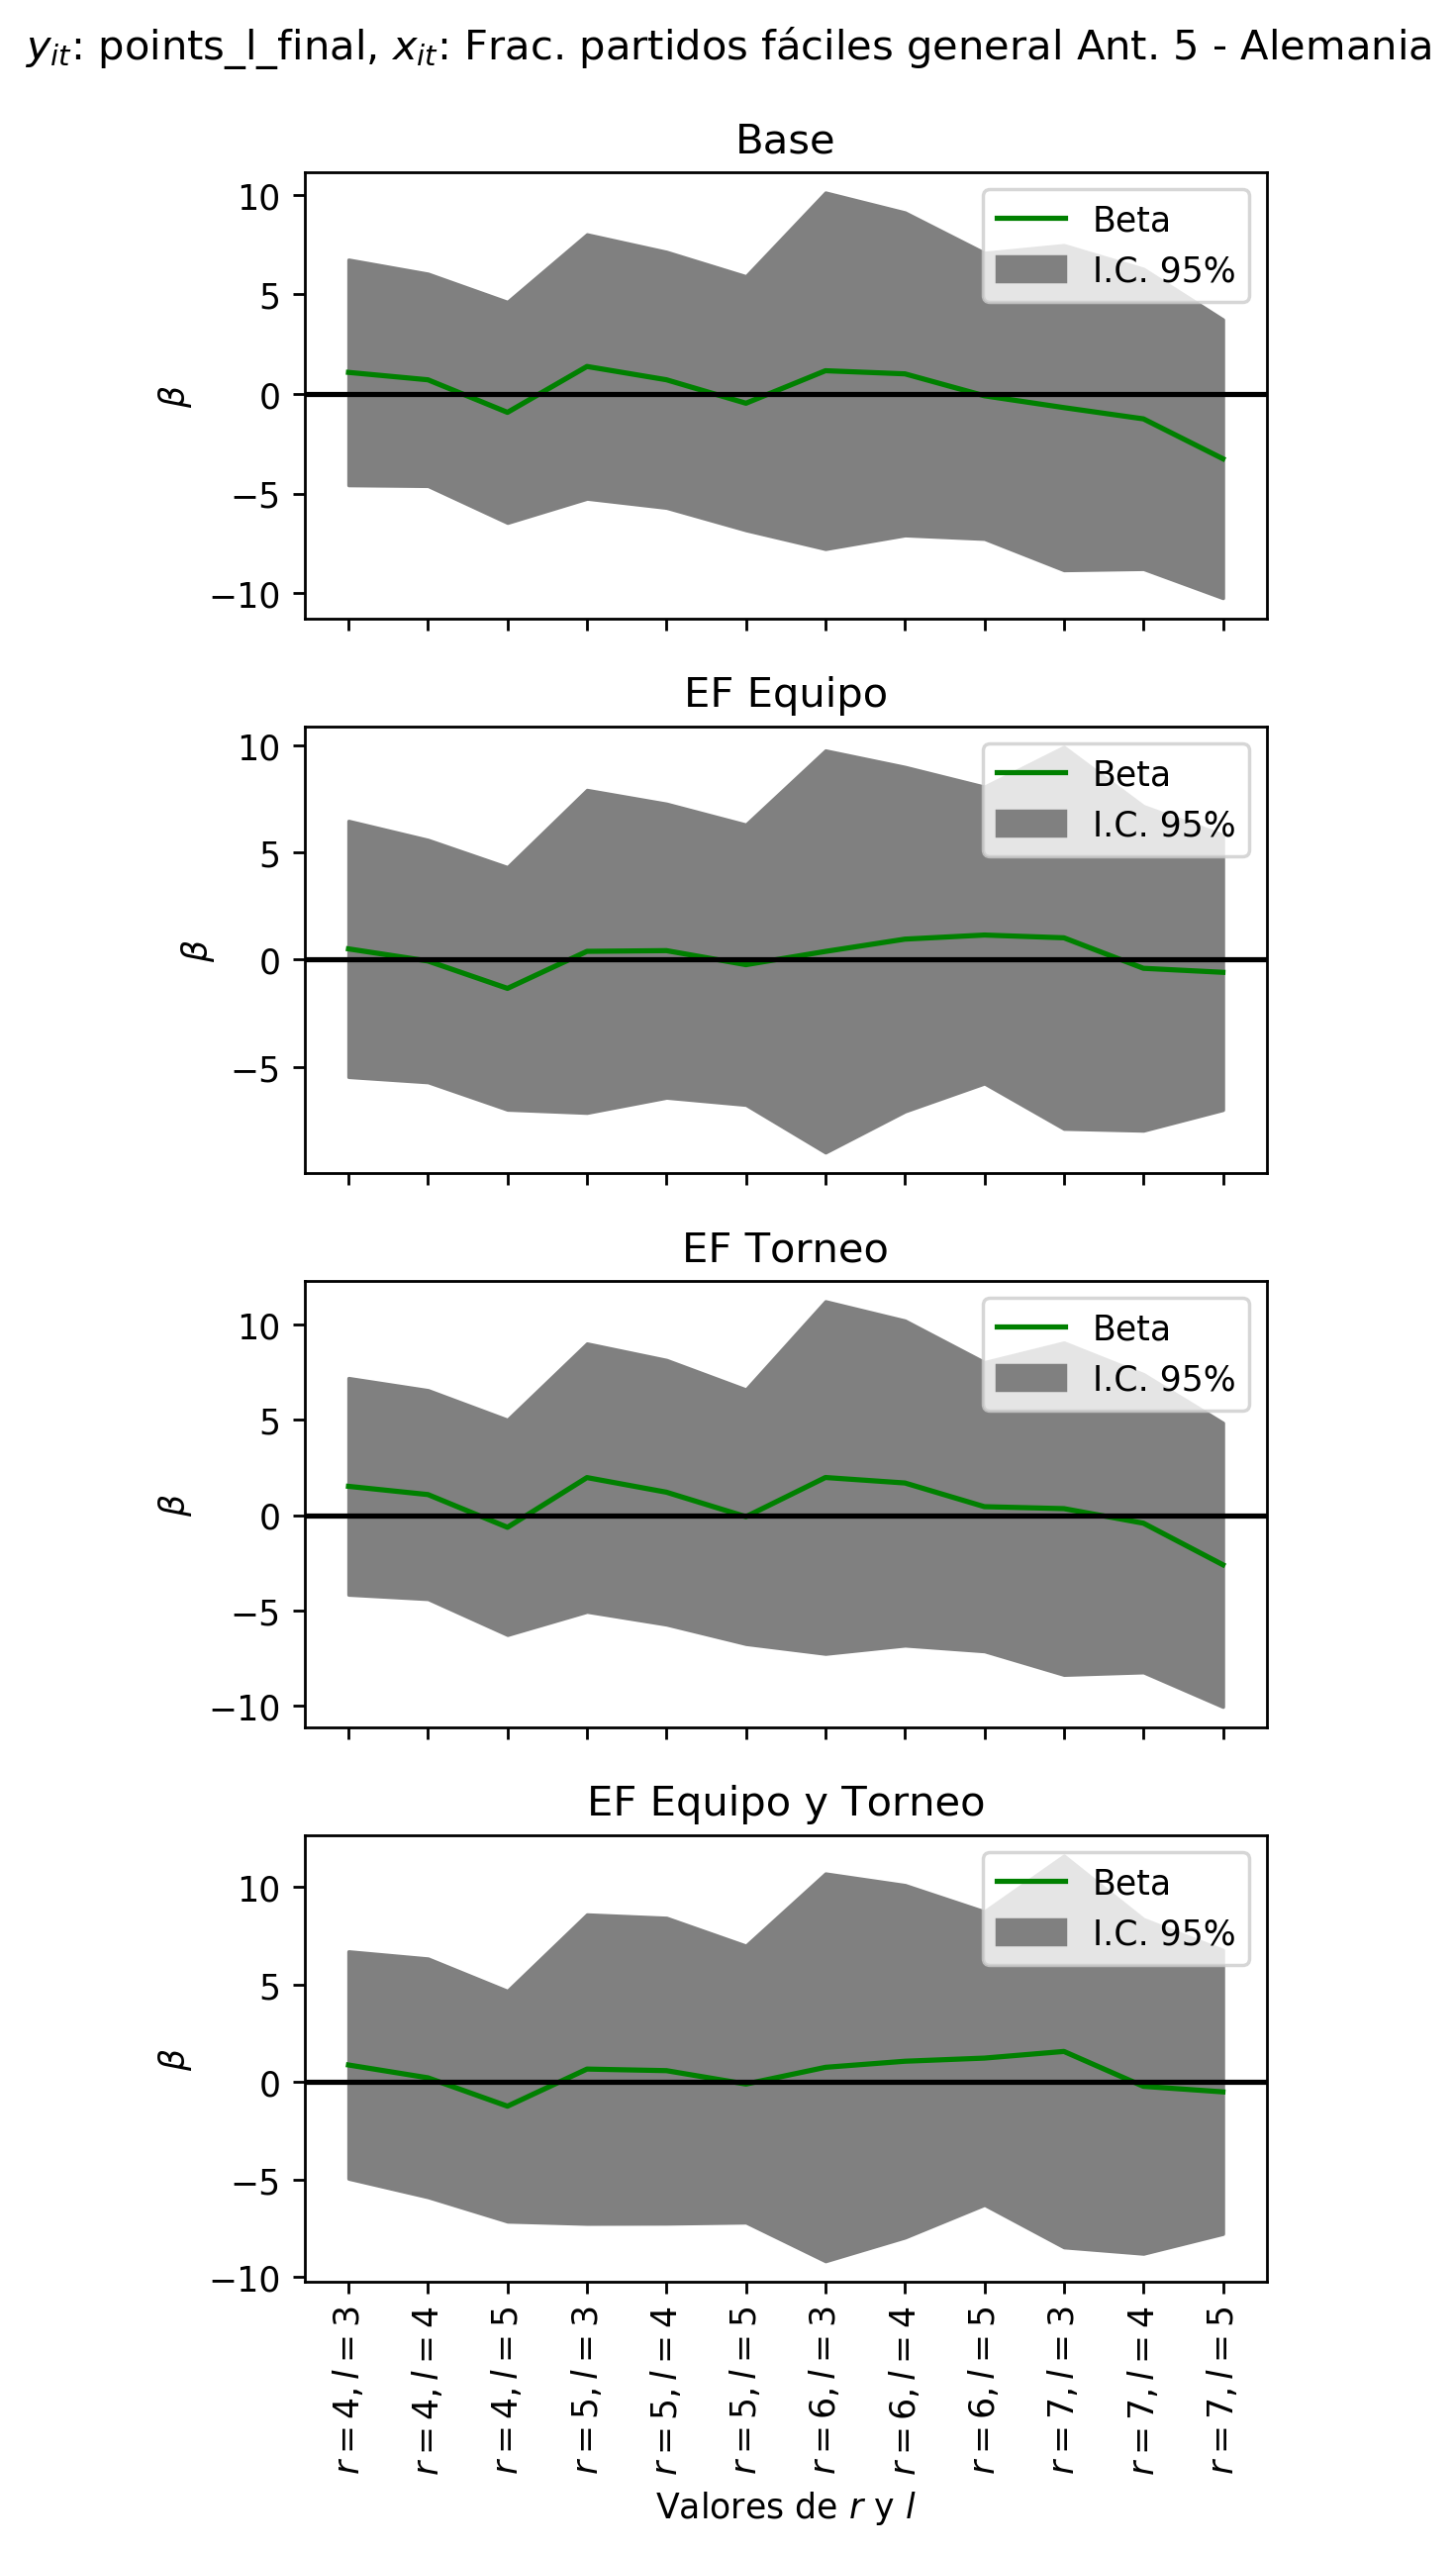 y_it: points_l_final, x_it: Frac. partidos fáciles general Ant. 5 - Alemania
Base
10
5
0
−5
−10
β
Beta
I.C. 95%
EF Equipo
10
5
0
−5
β
Beta
I.C. 95%
EF Torneo
10
5
0
−5
−10
β
Beta
I.C. 95%
EF Equipo y Torneo
10
5
0
−5
−10
β
Beta
I.C. 95%
r = 4, l = 3
r = 4, l = 4
r = 4, l = 5
r = 5, l = 3
r = 5, l = 4
r = 5, l = 5
r = 6, l = 3
r = 6, l = 4
r = 6, l = 5
r = 7, l = 3
r = 7, l = 4
r = 7, l = 5
Valores de r y l